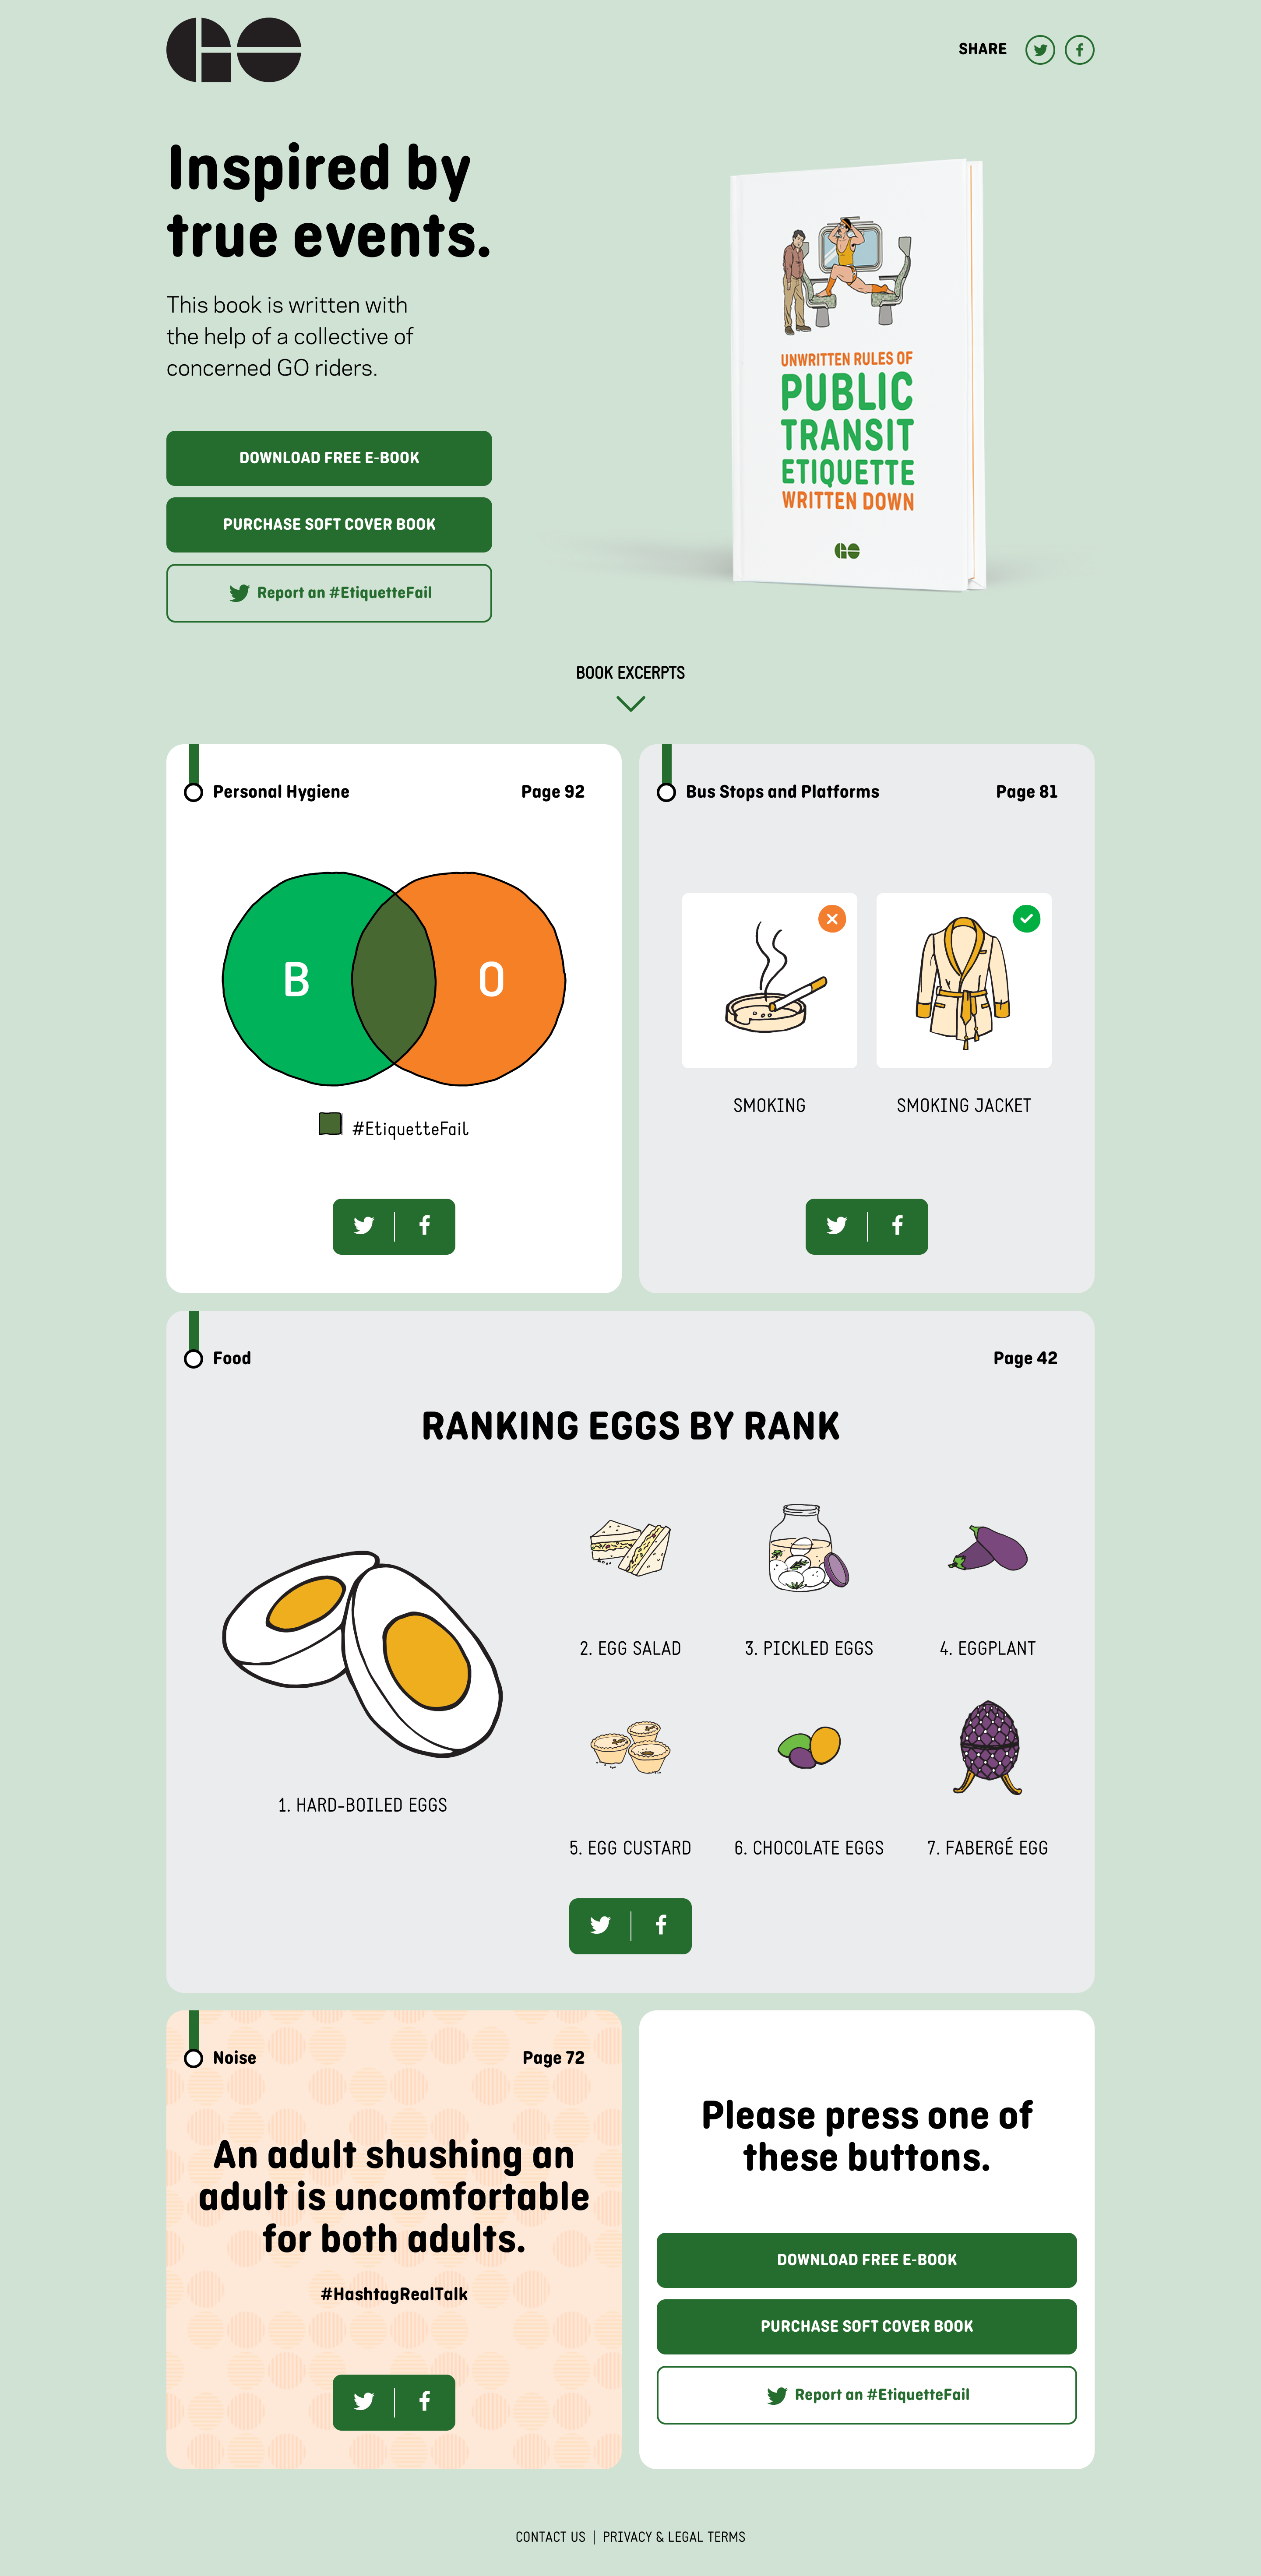 GO
SHARE
Inspired by
true events.
This book is written with
the help of a collective of
concerned GO riders.
DOWNLOAD FREE E-BOOK
PURCHASE SOFT COVER BOOK
Report an #EtiquetteFail
UNWRITTEN RULES OF
PUBLIC
TRANSIT
ETIQUETTE
WRITTEN DOWN
GO
BOOK EXCERPTS
Personal Hygiene
Page 92
B
O
#EtiquetteFail
Bus Stops and Platforms
Page 81
SMOKING
SMOKING JACKET
Food
Page 42
RANKING EGGS BY RANK
1. HARD-BOILED EGGS
2. EGG SALAD
3. PICKLED EGGS
4. EGGPLANT
5. EGG CUSTARD
6. CHOCOLATE EGGS
7. FABERGÉ EGG
Noise
Page 72
An adult shushing an
adult is uncomfortable
for both adults.
#HashtagRealTalk
Please press one of
these buttons.
DOWNLOAD FREE E-BOOK
PURCHASE SOFT COVER BOOK
Report an #EtiquetteFail
CONTACT US | PRIVACY & LEGAL TERMS